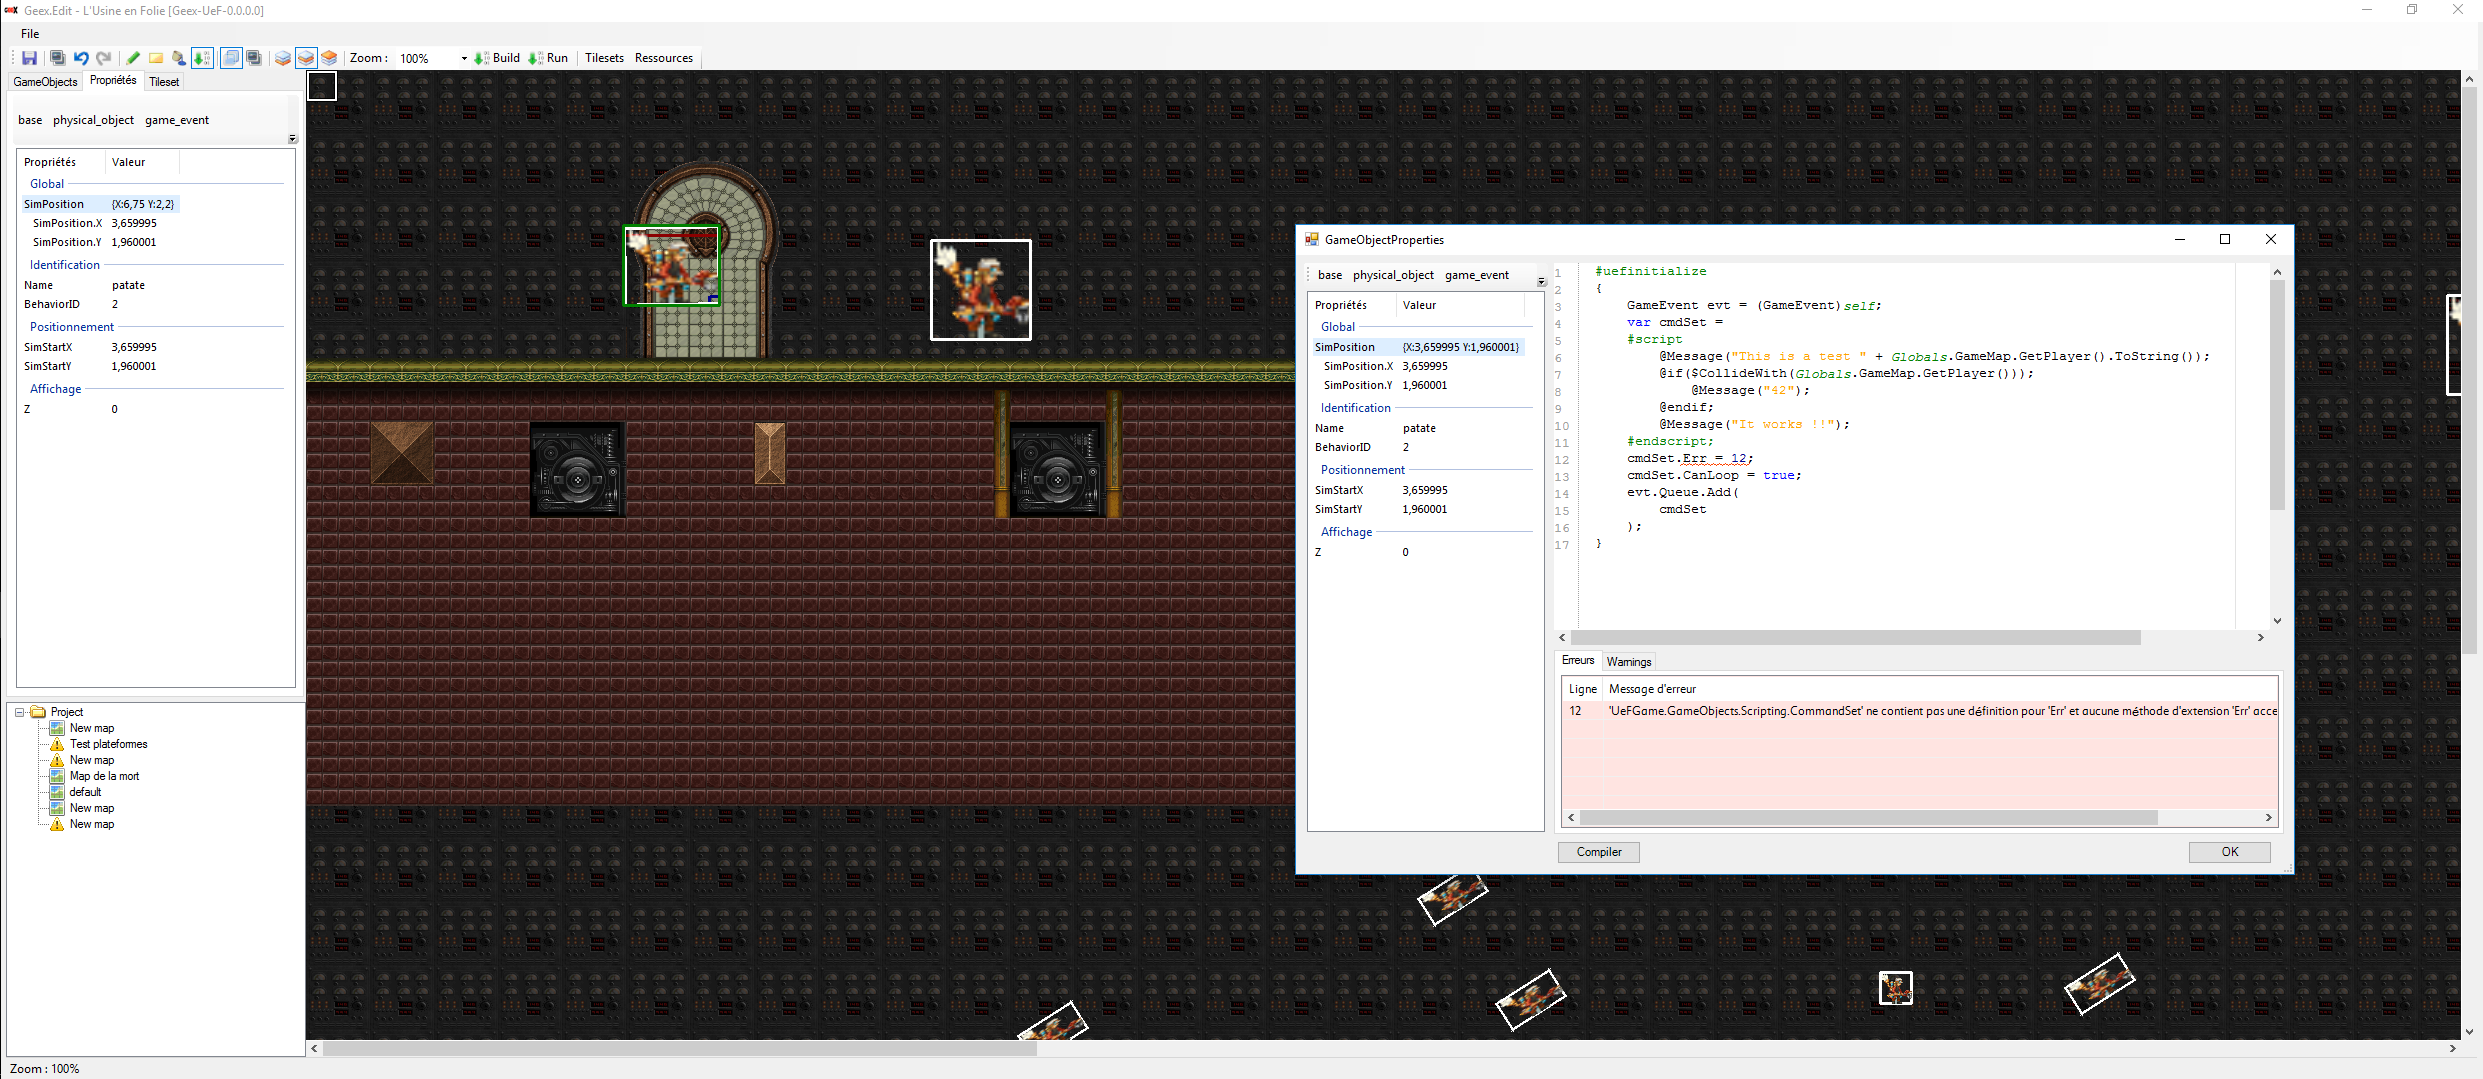 Geex.Edit - L'Usine en Folie [Geex-UeF-0.0.0.0]
File
Zoom : 100% Build Run Tilesets Ressources
GameObjects Propriétés Tileset
base physical_object game_event
Propriétés Valeur
Global
SimPosition {X:6,75 Y:2,2}
SimPosition.X 3,659995
SimPosition.Y 1,960001
Identification
Name patate
BehaviorID 2
Positionnement
SimStartX 3,659995
SimStartY 1,960001
Affichage
Z 0
Project
New map
Test plateformes
New map
Map de la mort
default
New map
New map
GameObjectProperties
base physical_object game_event
Propriétés Valeur
Global
SimPosition {X:3,659995 Y:1,960001}
SimPosition.X 3,659995
SimPosition.Y 1,960001
Identification
Name patate
BehaviorID 2
Positionnement
SimStartX 3,659995
SimStartY 1,960001
Affichage
Z 0
1 #uefinitialize
2 {
3 GameEvent evt = (GameEvent)self;
4 var cmdSet =
5 #script
6 @Message("This is a test " + Globals.GameMap.GetPlayer().ToString());
7 @if($CollideWith(Globals.GameMap.GetPlayer()));
8 @Message("42");
9 @endif;
10 @Message("It works !!");
11 #endscript;
12 cmdSet.Err = 12;
13 cmdSet.CanLoop = true;
14 evt.Queue.Add(
15 cmdSet
16 );
17 }
Erreurs Warnings
Ligne Message d'erreur
12 'UeFGame.GameObjects.Scripting.CommandSet' ne contient pas une définition pour 'Err' et aucune méthode d'extension 'Err' acce
Compiler OK
Zoom : 100%